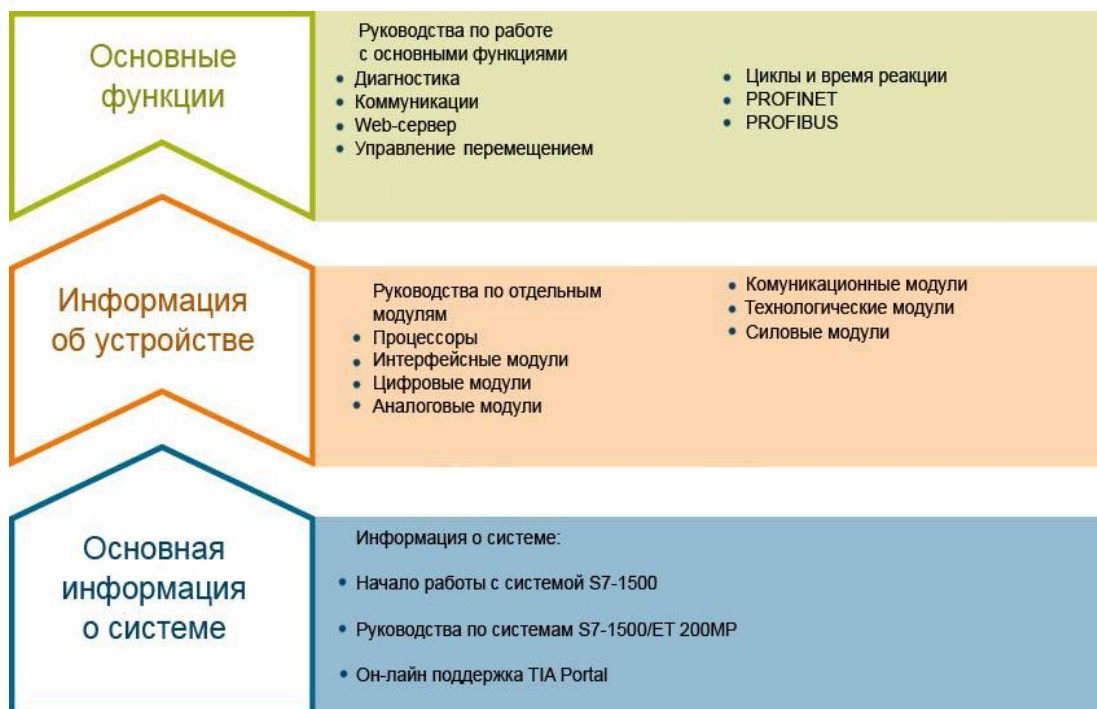 Основные
функции
Руководства по работе
с основными функциями
• Диагностика
• Коммуникации
• Web-сервер
• Управление перемещением
• Циклы и время реакции
• PROFINET
• PROFIBUS
Информация
об устройстве
Руководства по отдельным
модулям
• Процессоры
• Интерфейсные модули
• Цифровые модули
• Аналоговые модули
• Комуникационные модули
• Технологические модули
• Силовые модули
Основная
информация
о системе
Информация о системе:
• Начало работы с системой S7-1500
• Руководства по системам S7-1500/ET 200MP
• Он-лайн поддержка TIA Portal